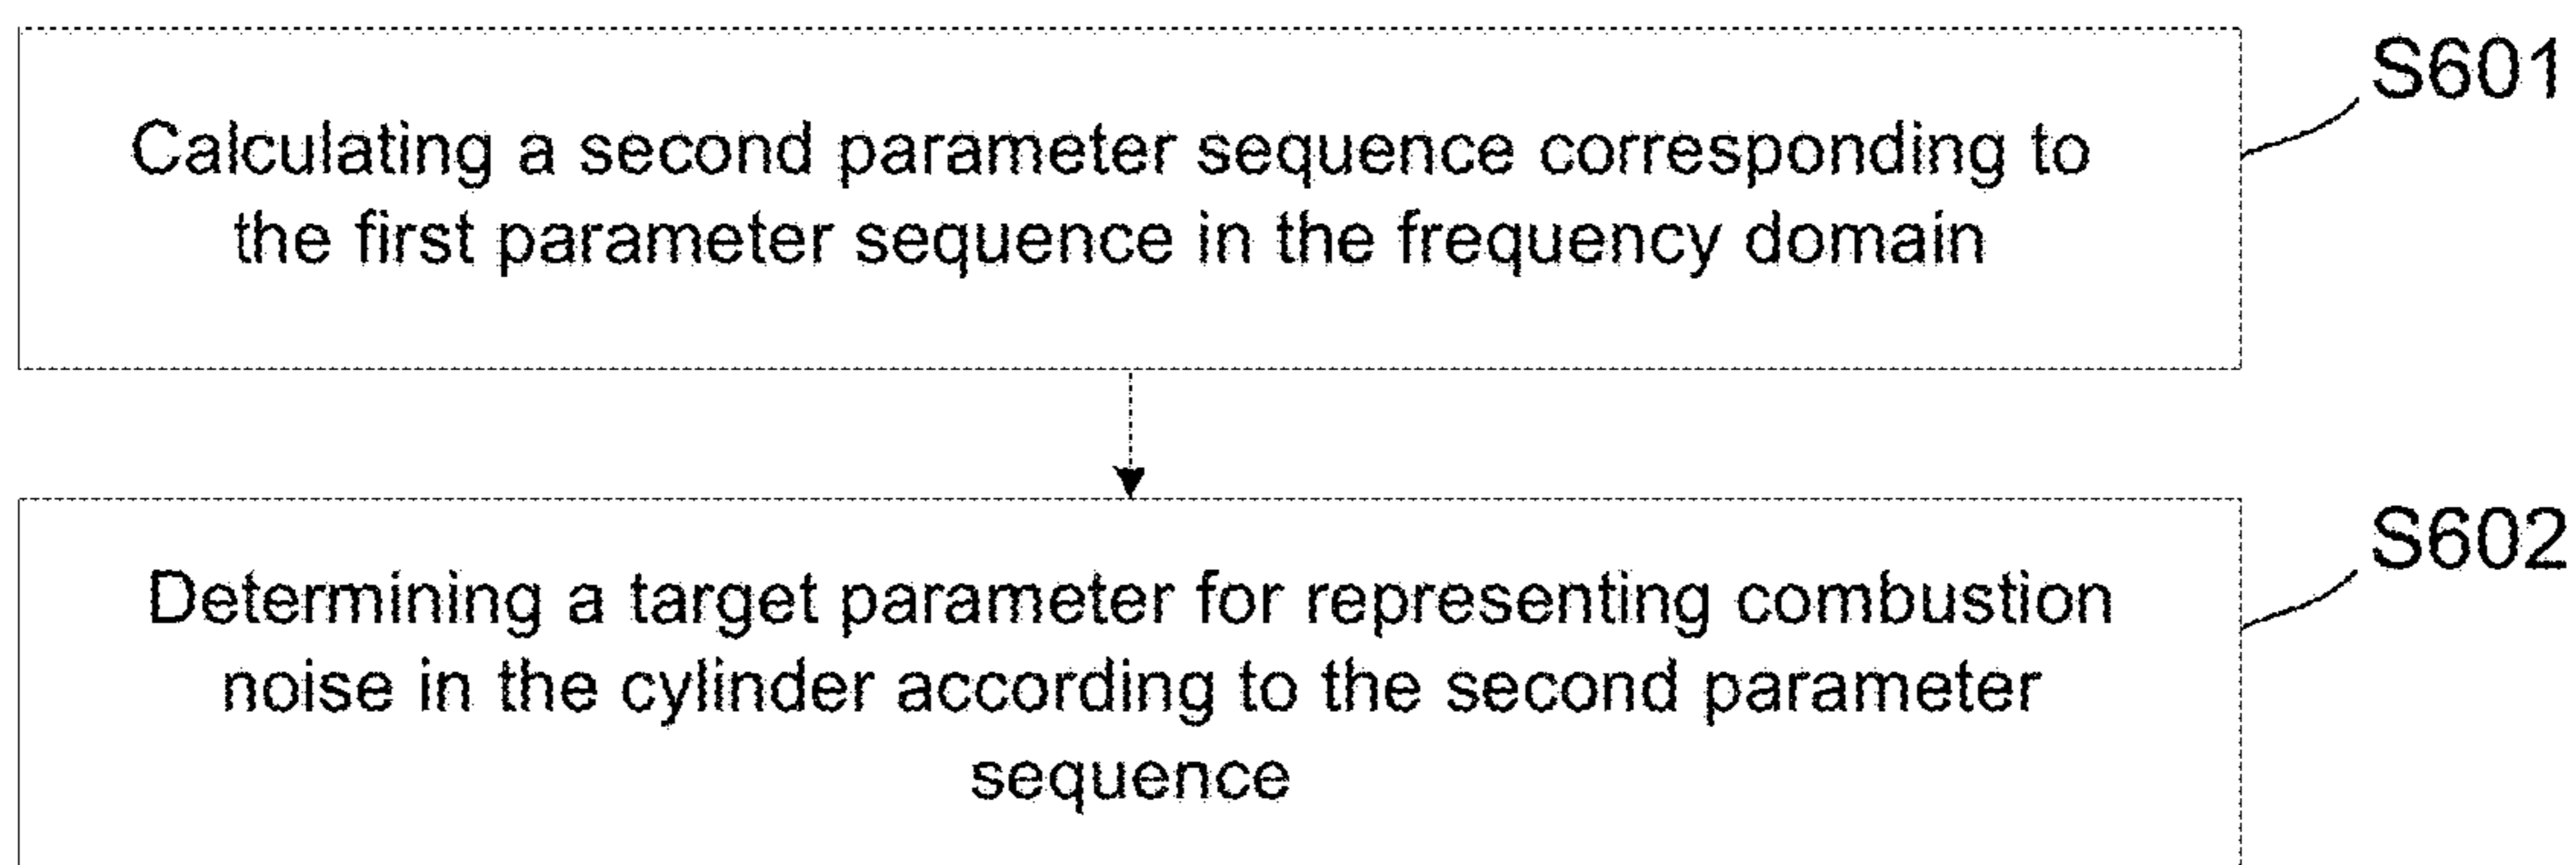 S601
Calculating a second parameter sequence corresponding to
the first parameter sequence in the frequency domain
S602
Determining a target parameter for representing combustion
noise in the cylinder according to the second parameter
sequence